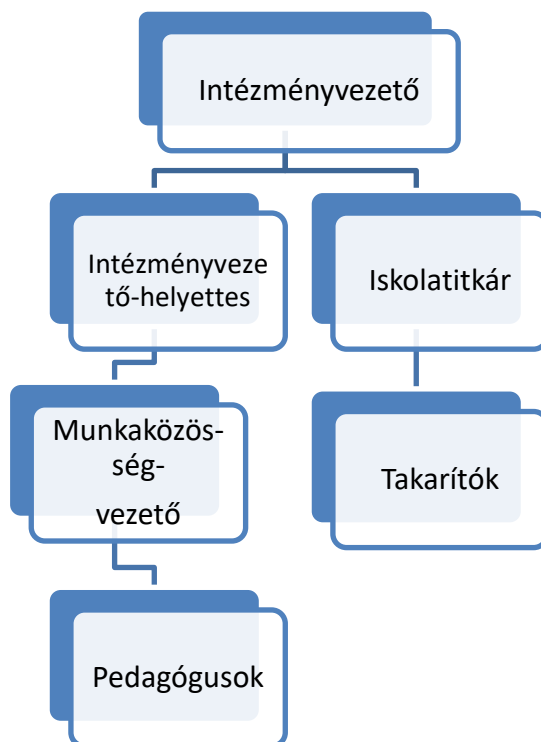 Intézményvezető
Intézményveze
tő-helyettes
Iskolatitkár
Munkaközös-
ség-
vezető
Takarítók
Pedagógusok